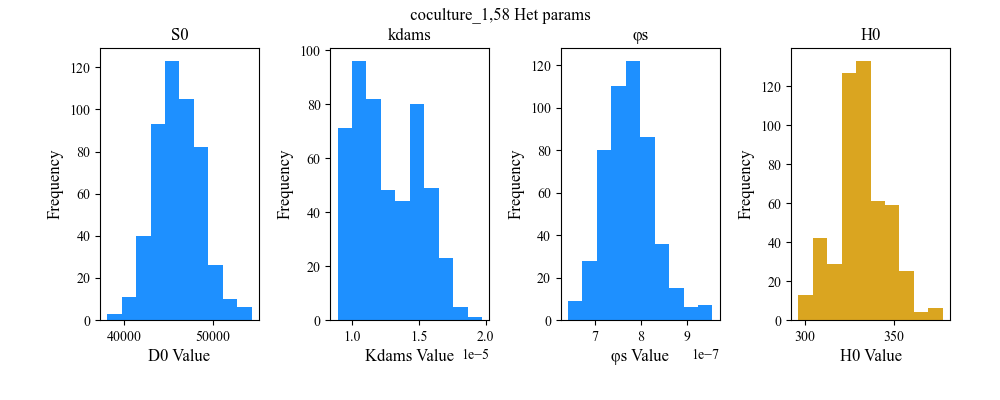 coculture_1,58 Het params
S0
kdams
φs
H0
Frequency
0
20
40
60
80
100
120
40000
50000
D0 Value
Frequency
0
20
40
60
80
100
1.0
1.5
2.0
1e−5
Kdams Value
Frequency
0
20
40
60
80
100
120
7
8
9
1e−7
φs Value
Frequency
0
20
40
60
80
100
120
300
350
H0 Value